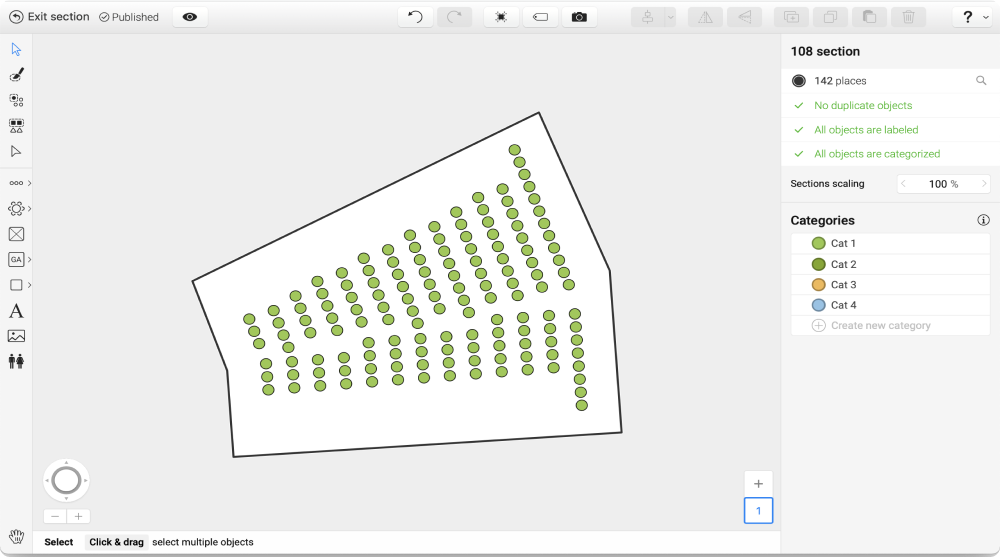 Exit section
Published
?
108 section
142 places
No duplicate objects
All objects are labeled
All objects are categorized
Sections scaling
100 %
Categories
Cat 1
Cat 2
Cat 3
Cat 4
Create new category
GA
A
1
Select Click & drag select multiple objects